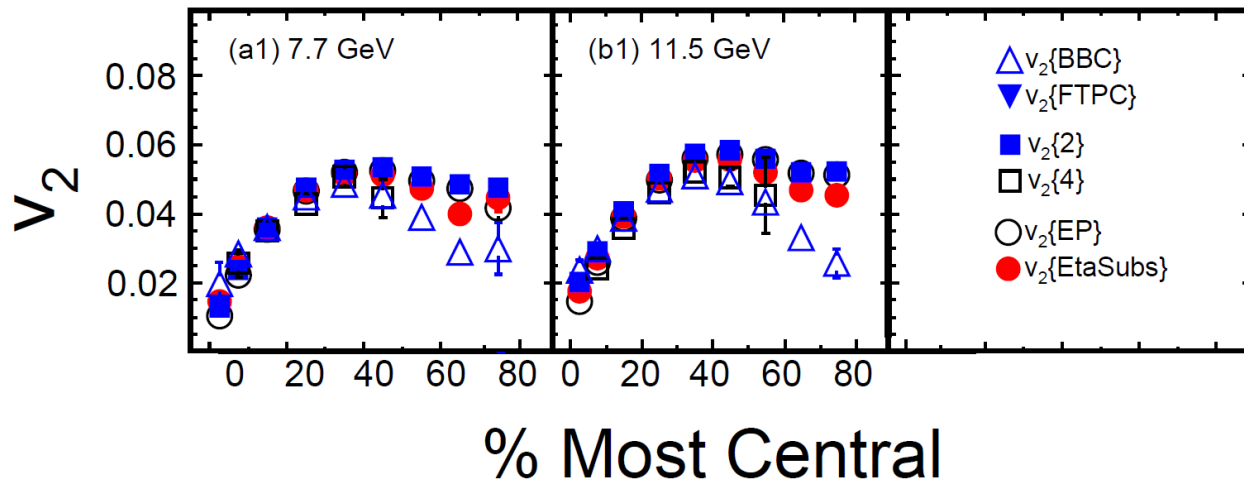 (a1) 7.7 GeV
(b1) 11.5 GeV
v2
0.08
0.06
0.04
0.02
v2{BBC}
v2{FTPC}
v2{2}
v2{4}
v2{EP}
v2{EtaSubs}
0 20 40 60 80
0 20 40 60 80
% Most Central